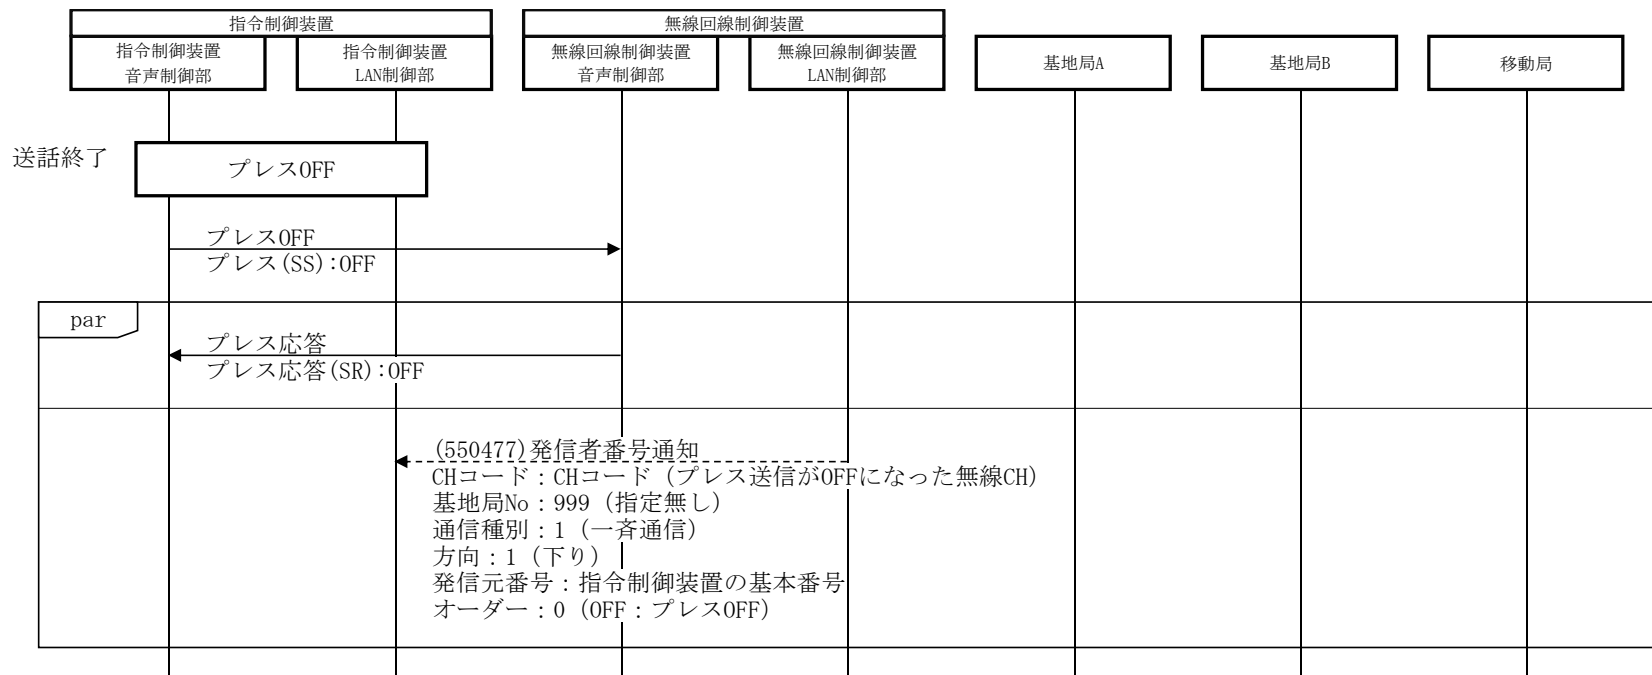 指令制御装置
無線回線制御装置
指令制御装置
音声制御部
指令制御装置
LAN制御部
無線回線制御装置
音声制御部
無線回線制御装置
LAN制御部
基地局A
基地局B
移動局
送話終了
プレスOFF
プレスOFF
プレス(SS):OFF
par
プレス応答
プレス応答(SR):OFF
(550477)発信者番号通知
CHコード：CHコード（プレス送信がOFFになった無線CH）
基地局No：999（指定無し）
通信種別：1（一斉通信）
方向：1（下り）
発信元番号：指令制御装置の基本番号
オーダー：0（OFF：プレスOFF）